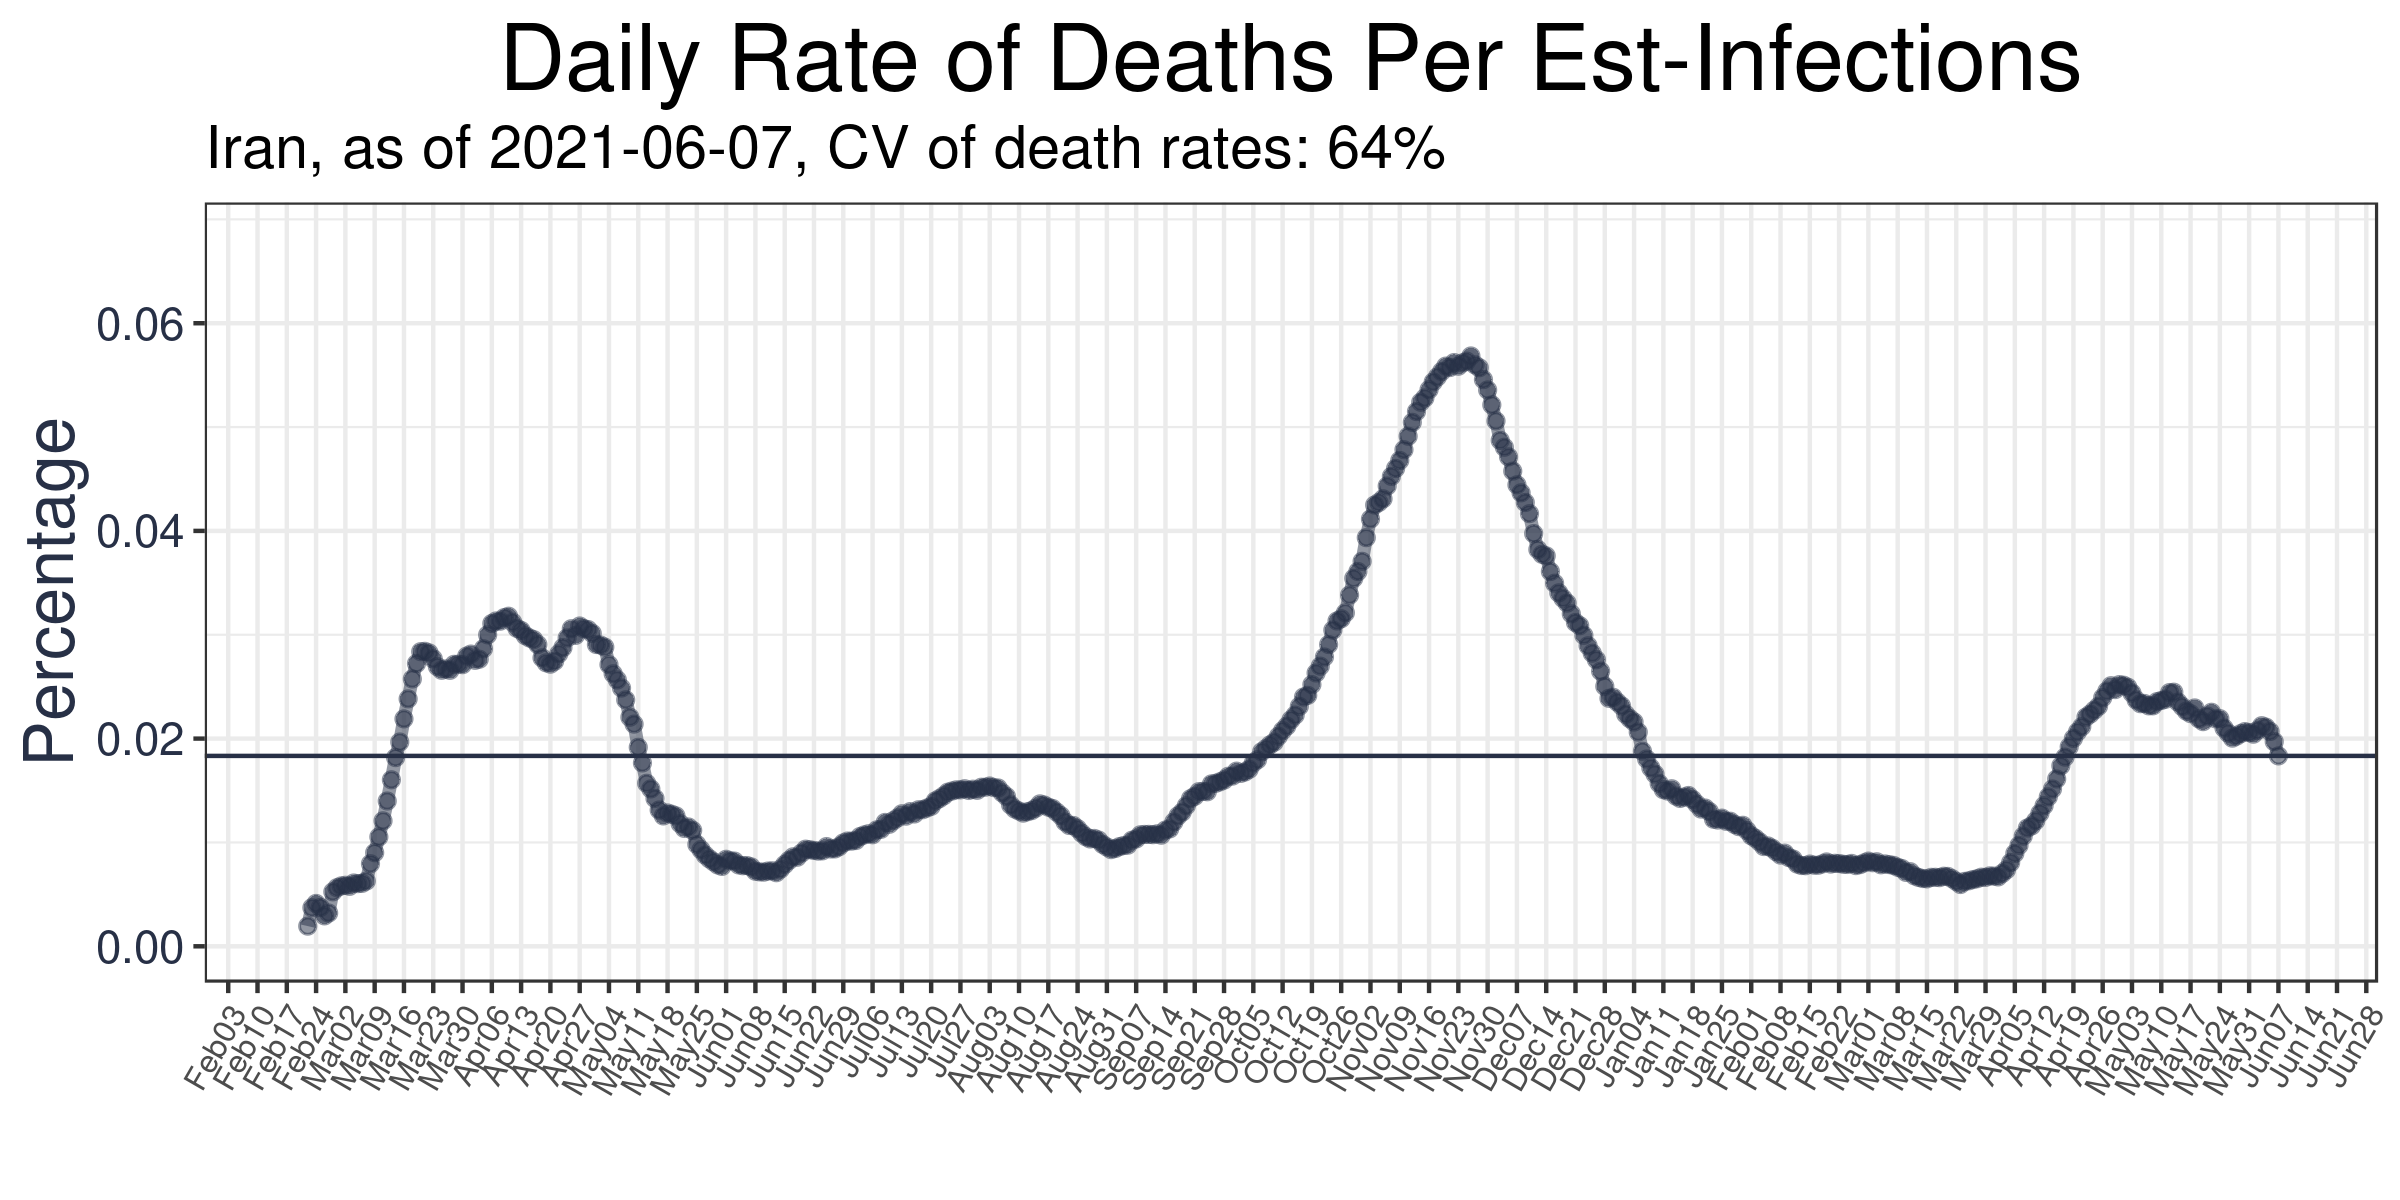 Daily Rate of Deaths Per Est-Infections
Iran, as of 2021-06-07, CV of death rates: 64%
Percentage
0.06
0.04
0.02
0.00
Feb03
Feb10
Feb17
Feb24
Mar02
Mar09
Mar16
Mar23
Mar30
Apr06
Apr13
Apr20
Apr27
May04
May11
May18
May25
Jun01
Jun08
Jun15
Jun22
Jun29
Jul06
Jul13
Jul20
Jul27
Aug03
Aug10
Aug17
Aug24
Aug31
Sep07
Sep14
Sep21
Sep28
Oct05
Oct12
Oct19
Oct26
Nov02
Nov09
Nov16
Nov23
Nov30
Dec07
Dec14
Dec21
Dec28
Jan04
Jan11
Jan18
Jan25
Feb01
Feb08
Feb15
Feb22
Mar01
Mar08
Mar15
Mar22
Mar29
Apr05
Apr12
Apr19
Apr26
May03
May10
May17
May24
May31
Jun07
Jun14
Jun21
Jun28